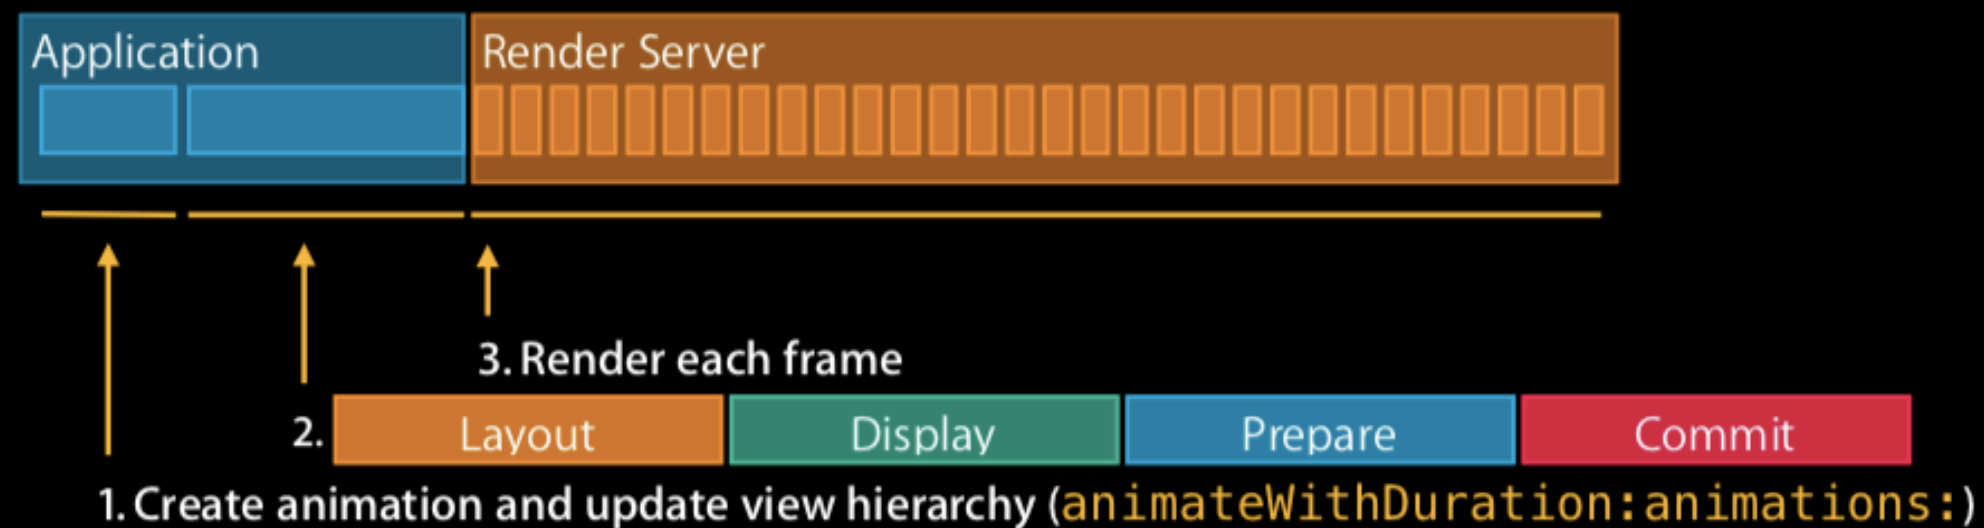 Application
Render Server
3. Render each frame
2. Layout Display Prepare Commit
1. Create animation and update view hierarchy (animateWithDuration:animations:)